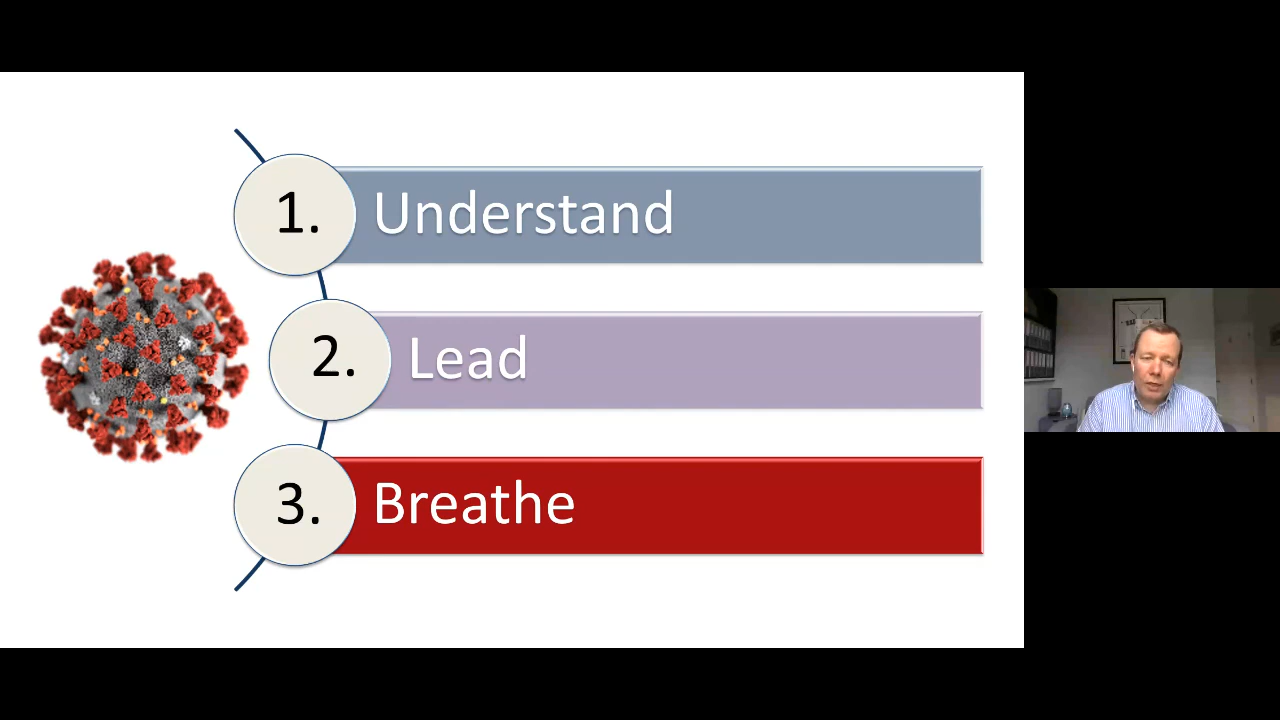 1. Understand
2. Lead
3. Breathe